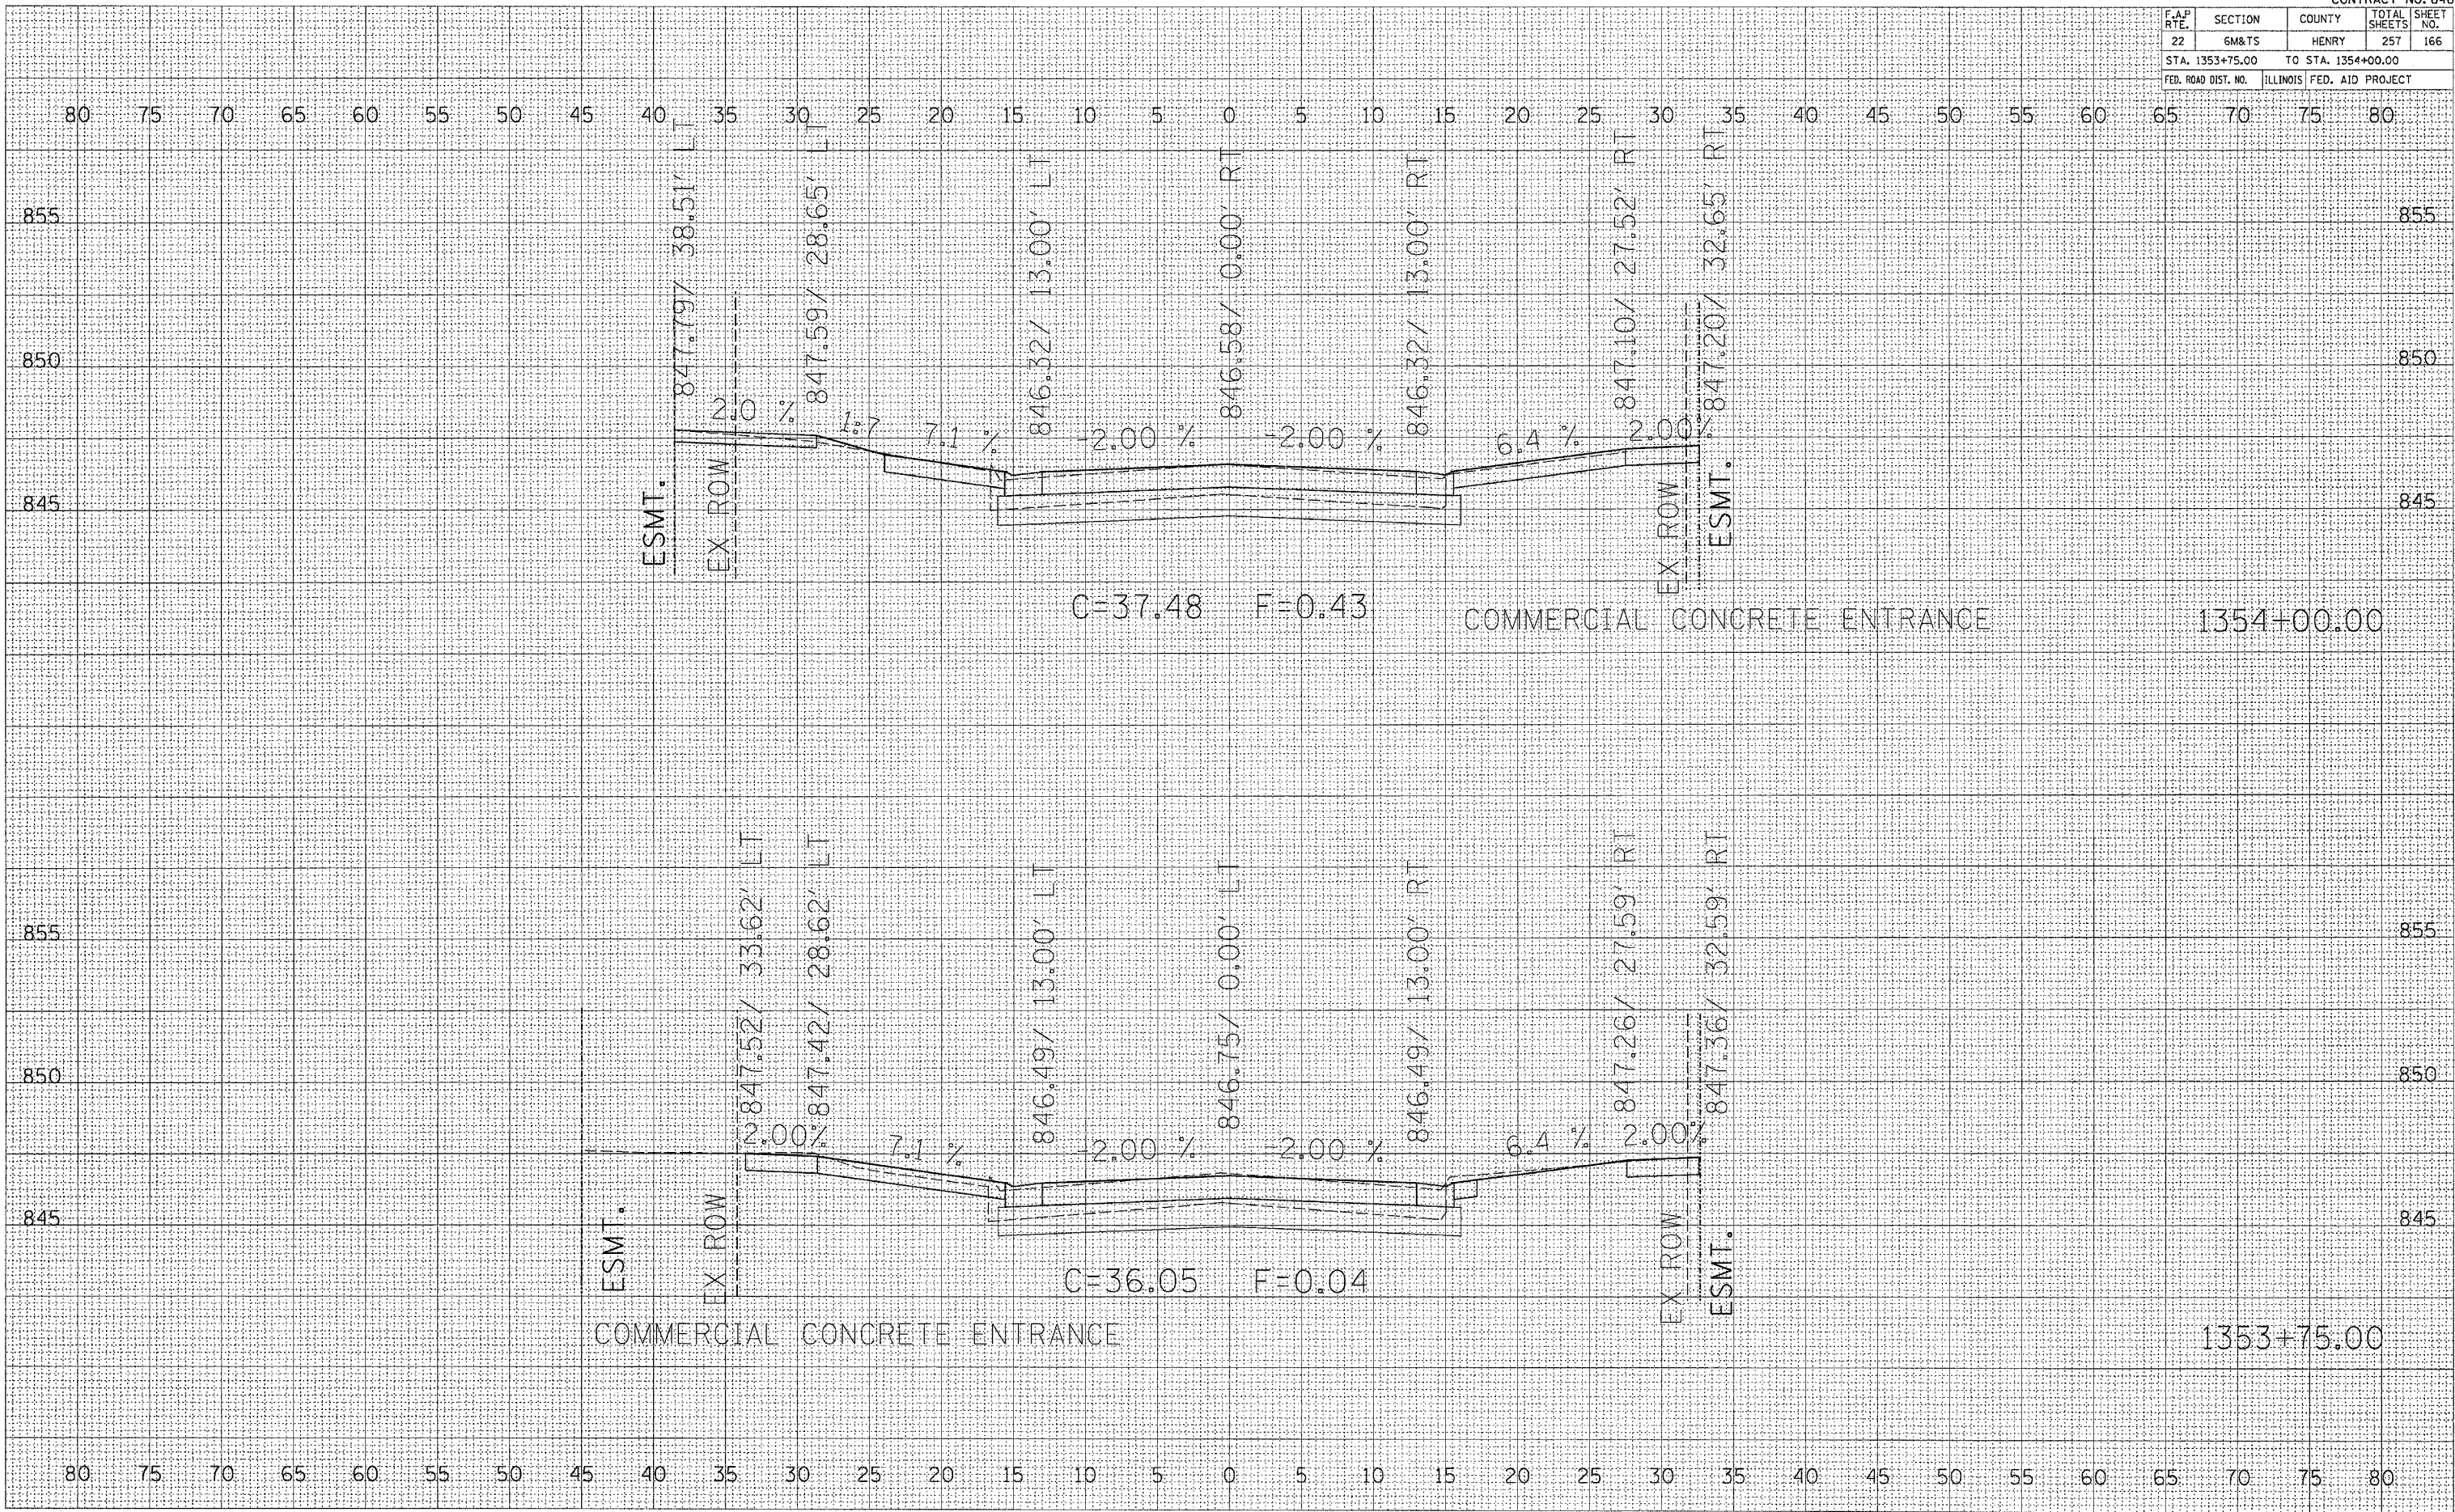 F.A.P RTE. SECTION COUNTY TOTAL SHEETS SHEET NO.
22 6M&TS HENRY 257 166
STA. 1353+75.00 TO STA. 1354+00.00
FED. ROAD DIST. NO. ILLINOIS FED. AID PROJECT
80 75 70 65 60 55 50 45 40 35 30 25 20 15 10 5 0 5 10 15 20 25 30 35 40 45 50 55 60 65 70 75 80
847.79/ 38.51' LT
847.59/ 28.65' LT
846.32/ 13.00' LT
846.58/ 0.00' RT
846.32/ 13.00' RT
847.10/ 27.52' RT
847.20/ 32.65' RT
855 855
850 850
2.0 % 1:7 7.1 % -2.00 % -2.00 % 6.4 % 2.00%
845 845
ESMT.
EX ROW
EX ROW
ESMT.
C=37.48 F=0.43
COMMERCIAL CONCRETE ENTRANCE
1354+00.00
847.52/ 33.62' LT
847.42/ 28.62' LT
846.49/ 13.00' LT
846.75/ 0.00' LT
846.49/ 13.00' RT
847.26/ 27.59' RT
847.36/ 32.59' RT
855 855
850 850
2.00% 7.1 % -2.00 % -2.00 % 6.4 % 2.00%
845 845
ESMT.
EX ROW
EX ROW
ESMT.
C=36.05 F=0.04
COMMERCIAL CONCRETE ENTRANCE
1353+75.00
80 75 70 65 60 55 50 45 40 35 30 25 20 15 10 5 0 5 10 15 20 25 30 35 40 45 50 55 60 65 70 75 80